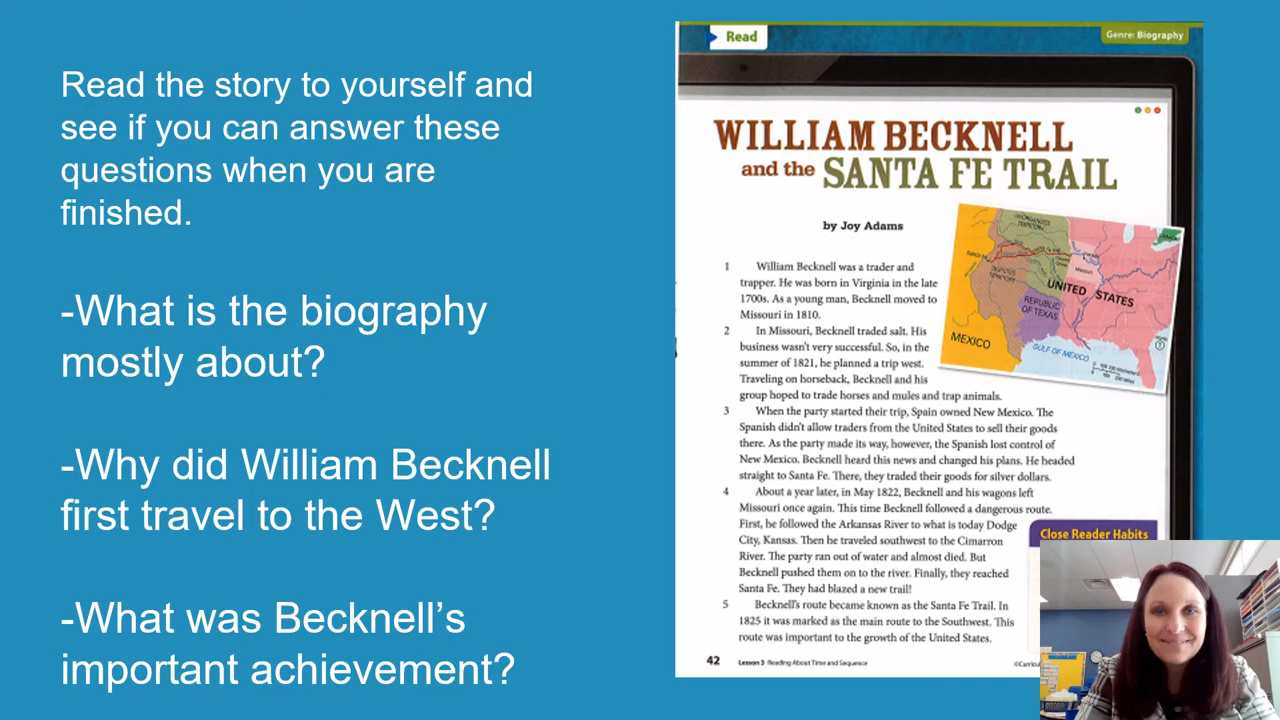 Read the story to yourself and
see if you can answer these
questions when you are
finished.
-What is the biography
mostly about?
-Why did William Becknell
first travel to the West?
-What was Becknell's
important achievement?
Read
Genre: Biography
WILLIAM BECKNELL
and the SANTA FE TRAIL
by Joy Adams
1 William Becknell was a trader and
trapper. He was born in Virginia in the late
1700s. As a young man, Becknell moved to
Missouri in 1810.
2 In Missouri, Becknell traded salt. His
business wasn't very successful. So, in the
summer of 1821, he planned a trip west.
Traveling on horseback, Becknell and his
group hoped to trade horses and mules and trap animals.
3 When the party started their trip, Spain owned New Mexico. The
Spanish didn't allow traders from the United States to sell their goods
there. As the party made its way, however, the Spanish lost control of
New Mexico. Becknell heard this news and changed his plans. He headed
straight to Santa Fe. There, they traded their goods for silver dollars.
4 About a year later, in May 1822, Becknell and his wagons left
Missouri once again. This time Becknell followed a dangerous route.
First, he followed the Arkansas River to what is today Dodge
City, Kansas. Then he traveled southwest to the Cimarron
River. The party ran out of water and almost died. But
Becknell pushed them on to the river. Finally, they reached
Santa Fe. They had blazed a new trail!
5 Becknell's route became known as the Santa Fe Trail. In
1825 it was marked as the main route to the Southwest. This
route was important to the growth of the United States.
UNORGANIZED
TERRITORY
Santa Fe
DISPUTED
TERRITORY
Missouri
UNITED STATES
REPUBLIC
OF TEXAS
MEXICO
GULF OF MEXICO
Close Reader Habits
42 Lesson 3 Reading About Time and Sequence
©Curricu